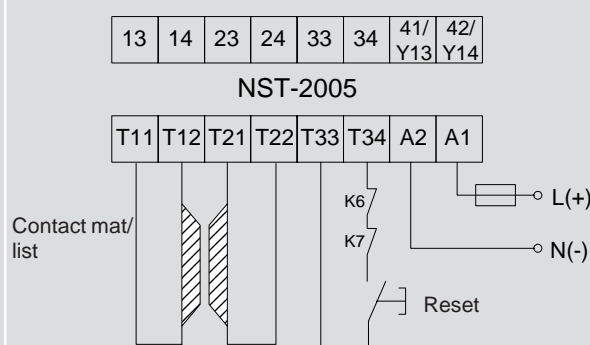 13 14 23 24 33 34 41/ Y13 42/ Y14
NST-2005
T11 T12 T21 T22 T33 T34 A2 A1
K6
L(+)
Contact mat/
list
K7
N(-)
Reset